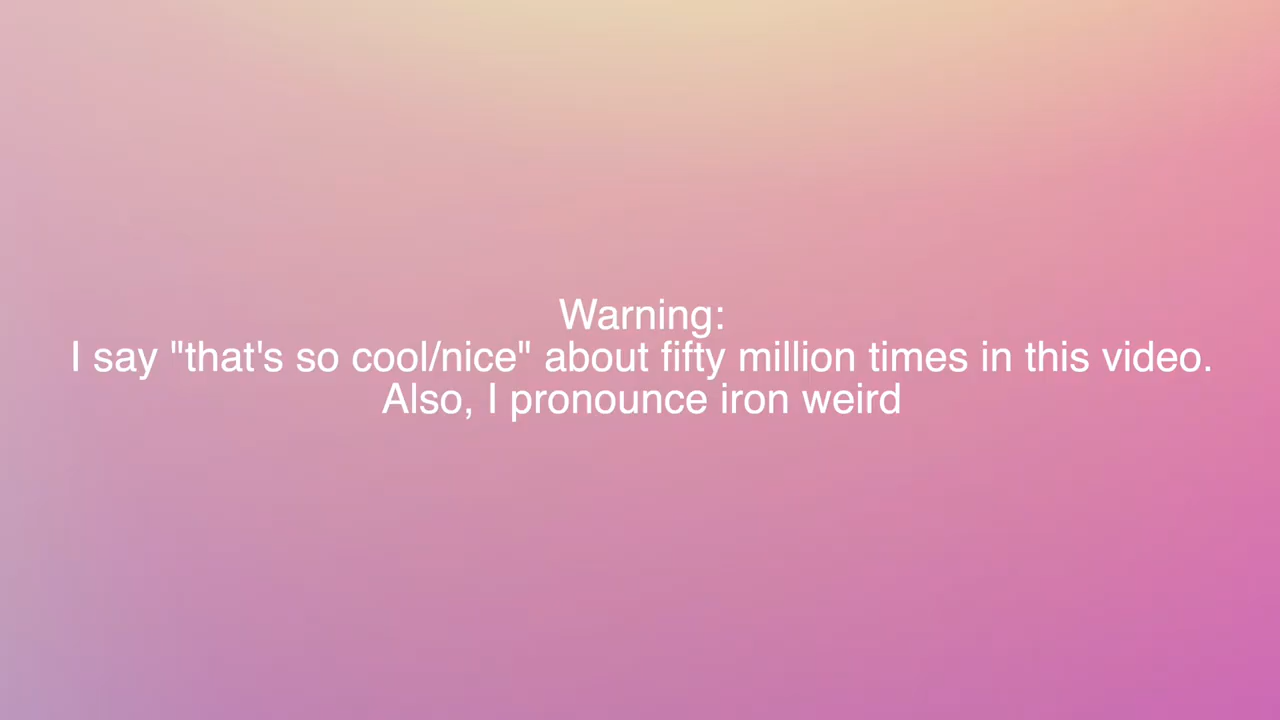 Warning:
I say "that's so cool/nice" about fifty million times in this video.
Also, I pronounce iron weird